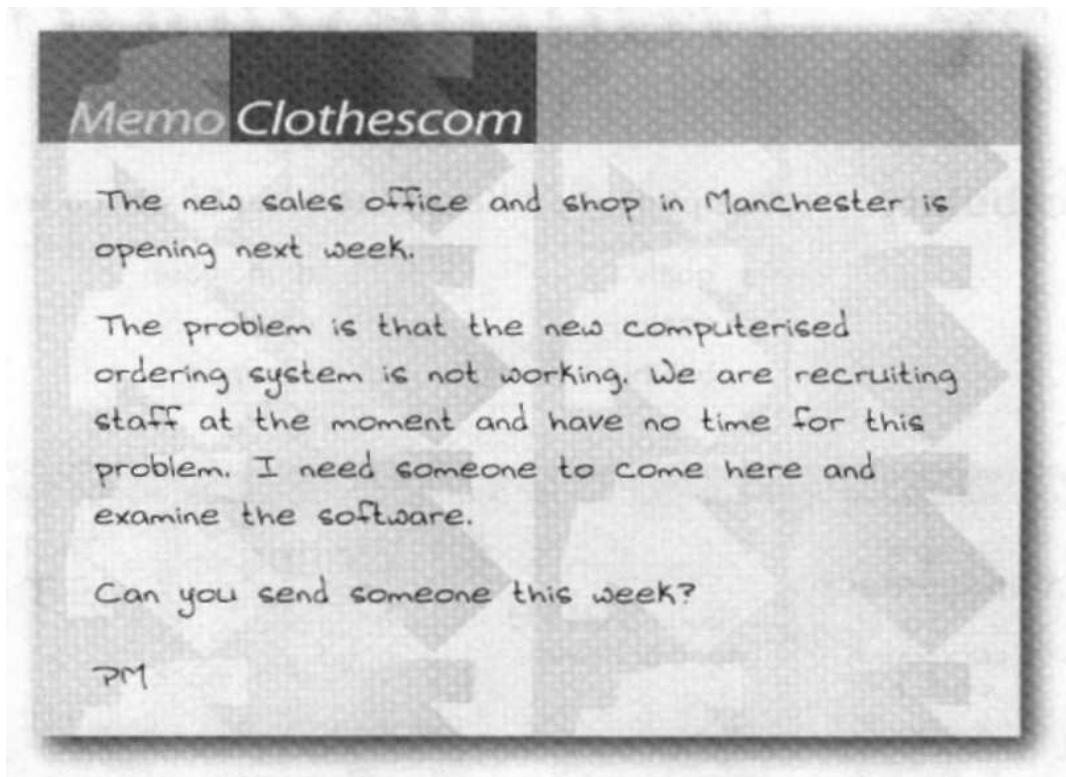 Memo Clothescom
The new sales office and shop in Manchester is
opening next week.
The problem is that the new computerised
ordering system is not working. We are recruiting
staff at the moment and have no time for this
problem. I need someone to come here and
examine the software.
Can you send someone this week?
PM